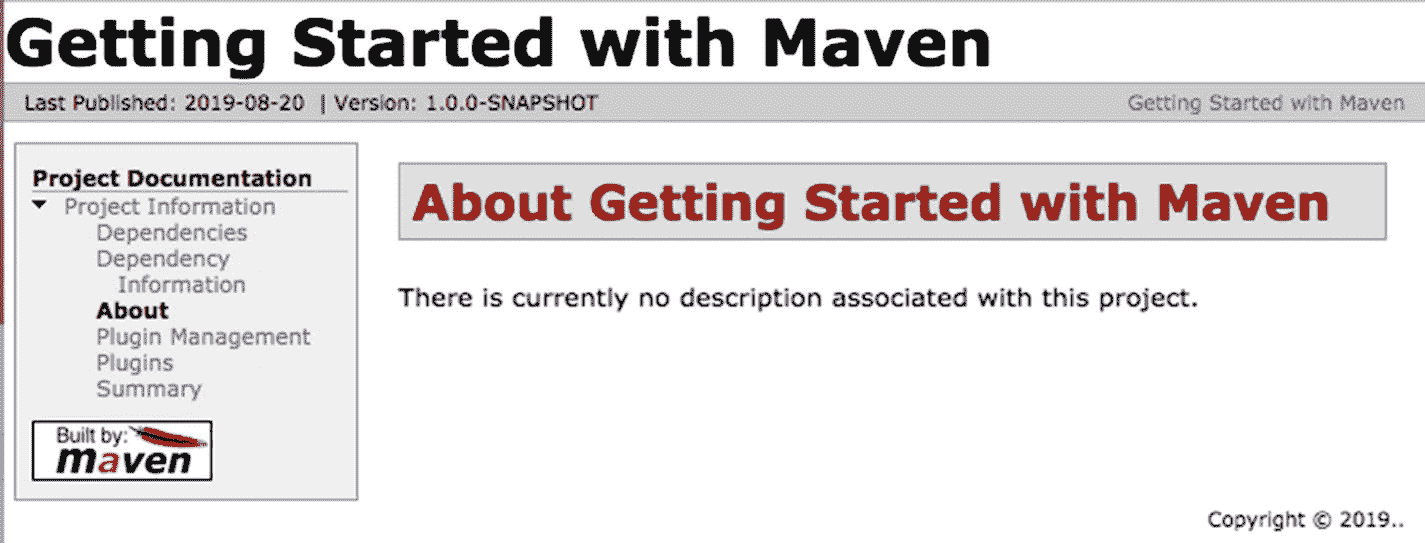 Getting Started with Maven
Last Published: 2019-08-20 | Version: 1.0.0-SNAPSHOT
Getting Started with Maven
Project Documentation
Project Information
Dependencies
Dependency
Information
About
Plugin Management
Plugins
Summary
Built by:
maven
About Getting Started with Maven
There is currently no description associated with this project.
Copyright © 2019..